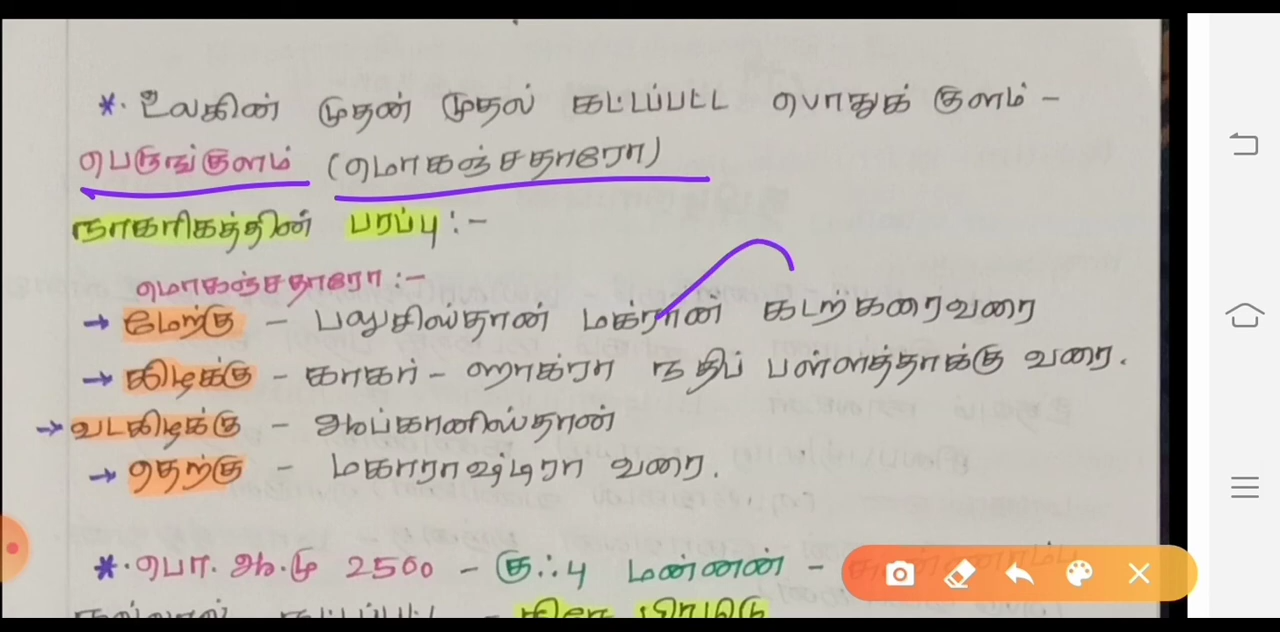 *. உலகின் முதன் முதல் கட்டப்பட்ட பொதுக் குளம் -
பெருங்குளம் (மொகஞ்சதாரோ)
நாகரிகத்தின் பரப்பு :-
மொகஞ்சதாரோ :-
→ மேற்கு - பலுசிஸ்தான் மக்ரான் கடற்கரைவரை
→ கிழக்கு - காகர் - ஹாக்ரா நதிப் பள்ளத்தாக்கு வரை.
→ வடகிழக்கு - ஆப்கானிஸ்தான்
→ தெற்கு - மகாராஷ்டிரா வரை.
*. பொ. ஆ. மு 2500 - கூஃபு மன்னன் -